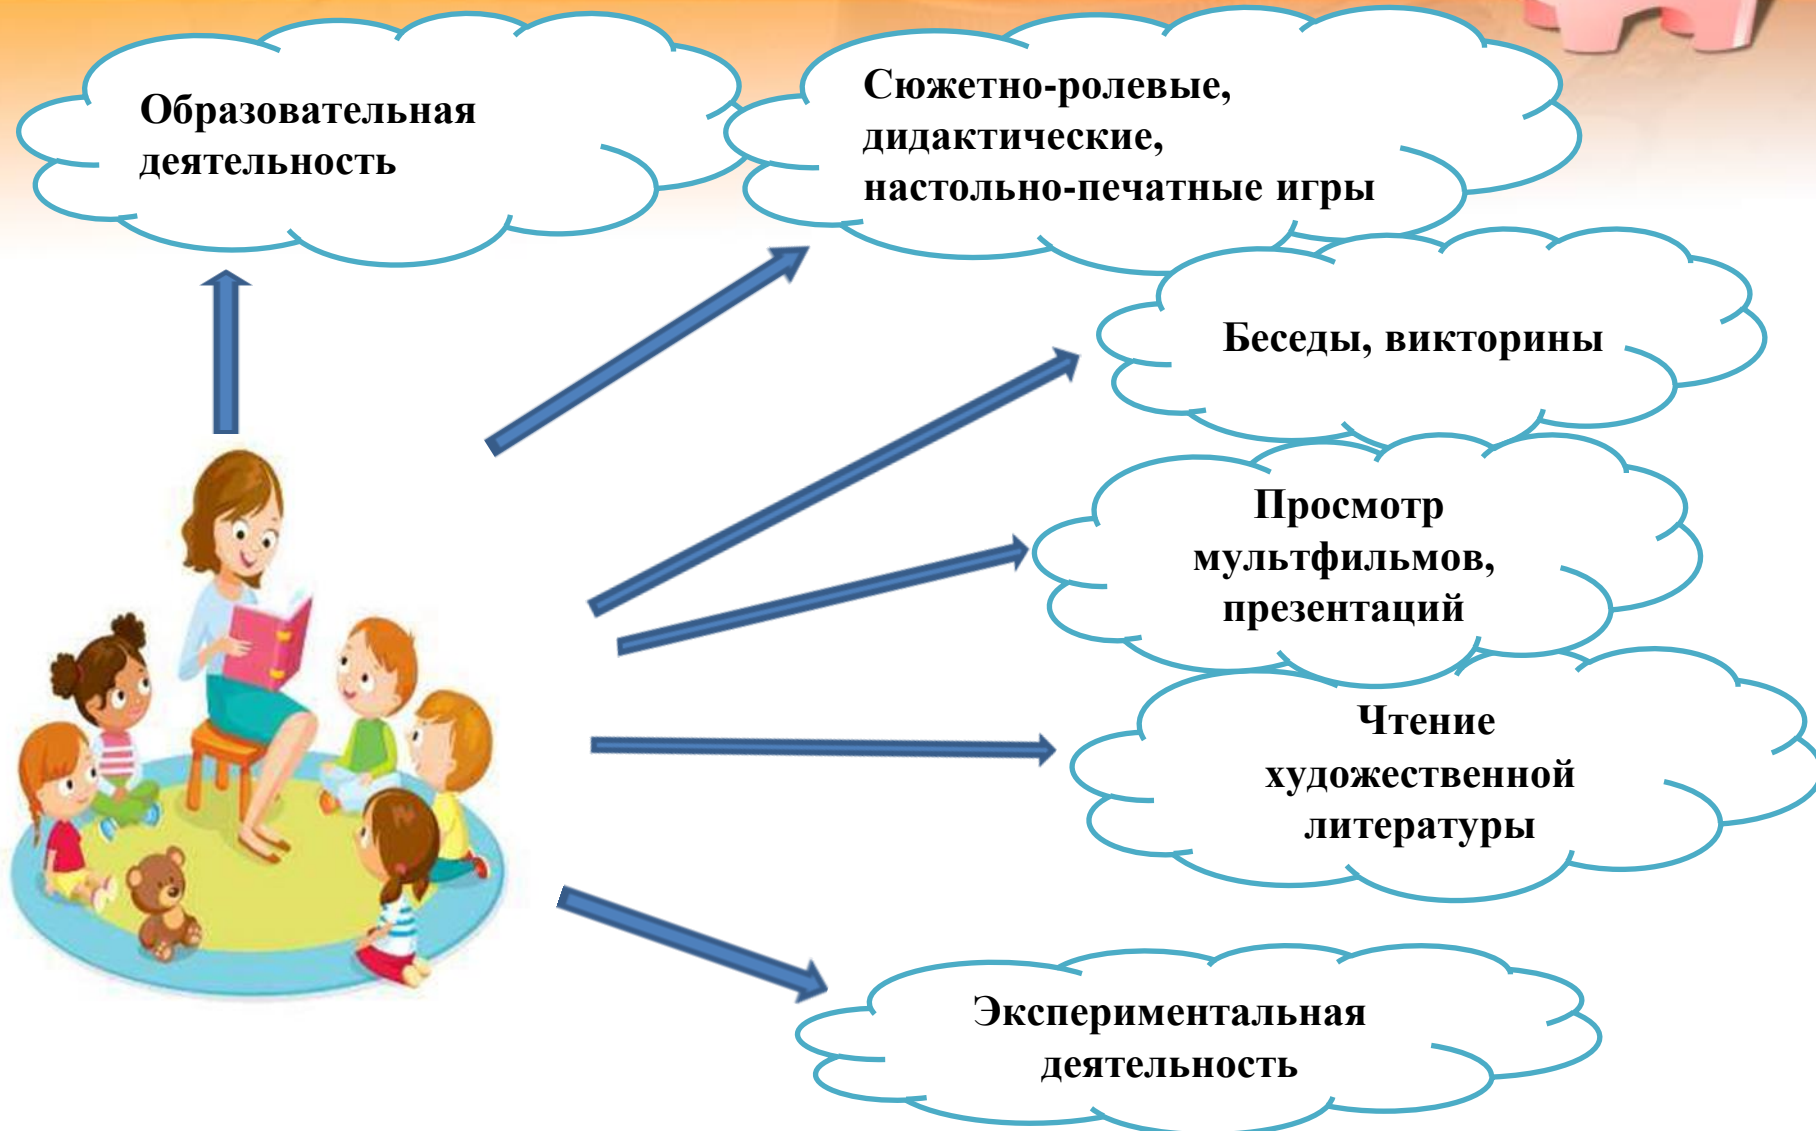 Образовательная
деятельность
Сюжетно-ролевые,
дидактические,
настольно-печатные игры
Беседы, викторины
Просмотр
мультфильмов,
презентаций
Чтение
художественной
литературы
Экспериментальная
деятельность